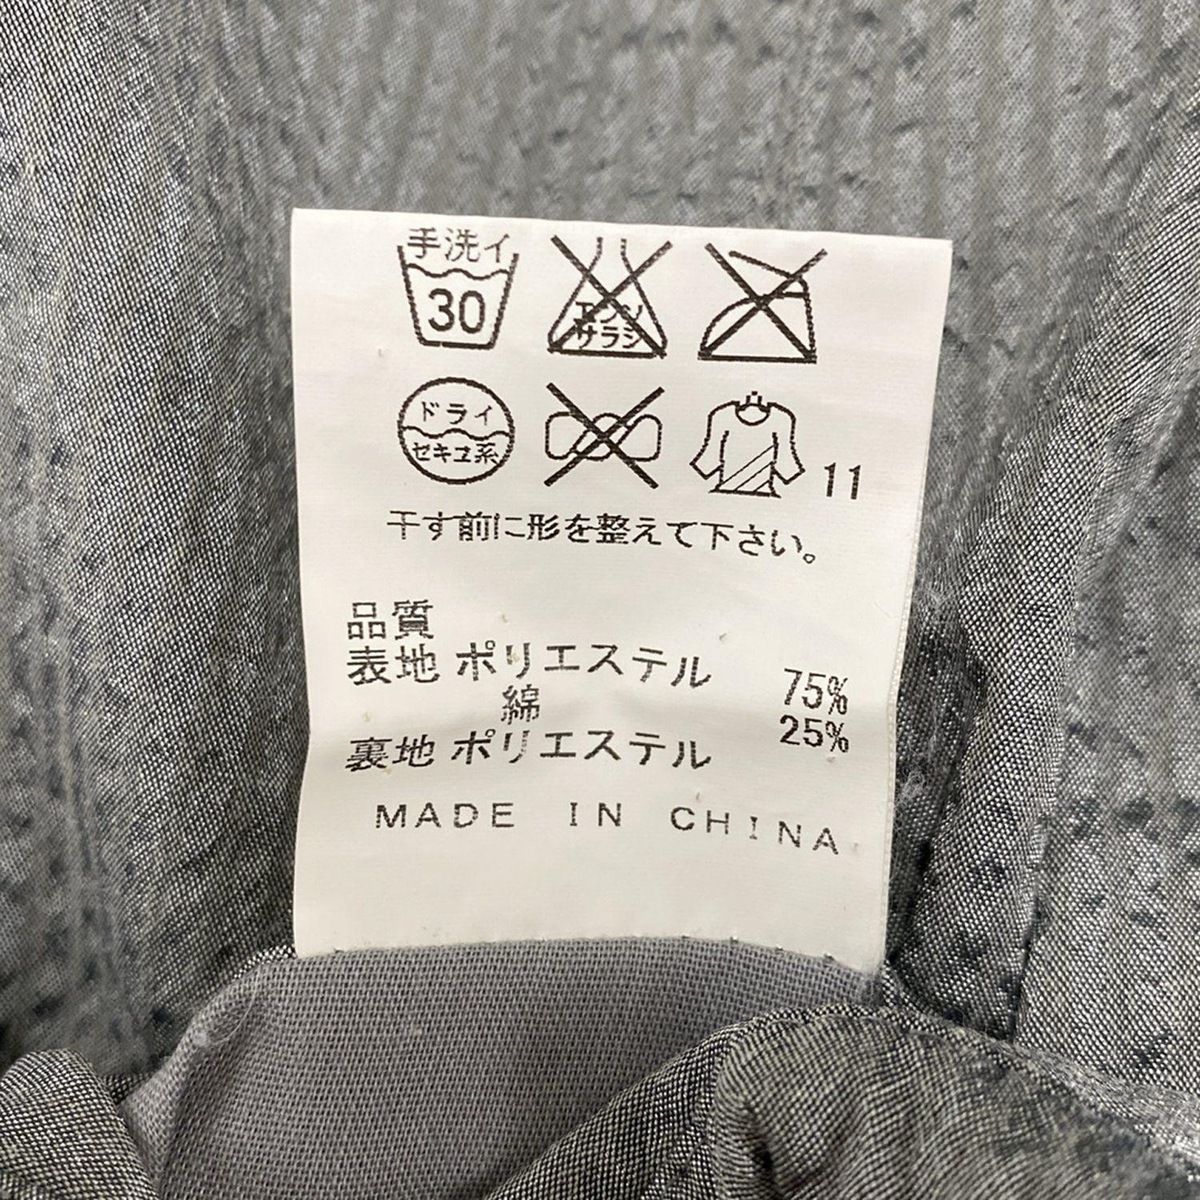 手洗イ
30
エンソ
サラシ
ドライ
セキユ系
11
干す前に形を整えて下さい。
品質
表地 ポリエステル 75%
綿 25%
裏地 ポリエステル
MADE IN CHINA